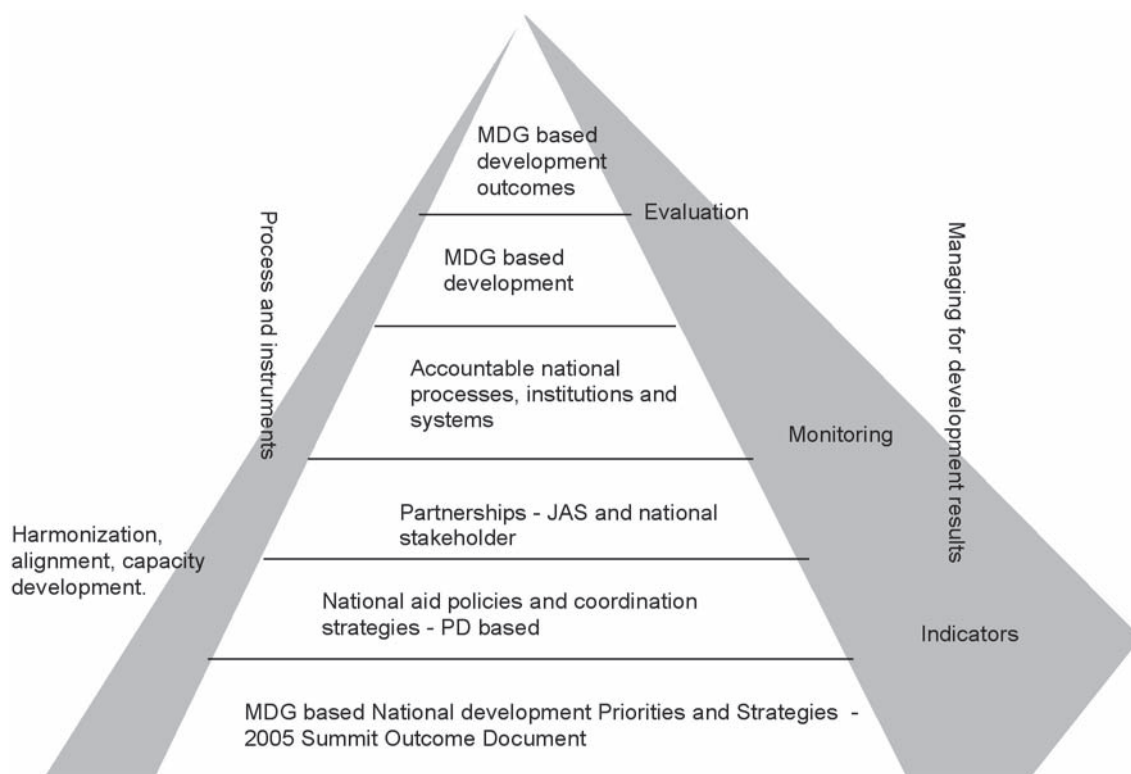 MDG based
development
outcomes
Evaluation
MDG based
development
Process and instruments
Managing for development results
Accountable national
processes, institutions and
systems
Monitoring
Partnerships - JAS and national
stakeholder
Harmonization,
alignment, capacity
development.
National aid policies and coordination
strategies - PD based
Indicators
MDG based National development Priorities and Strategies -
2005 Summit Outcome Document